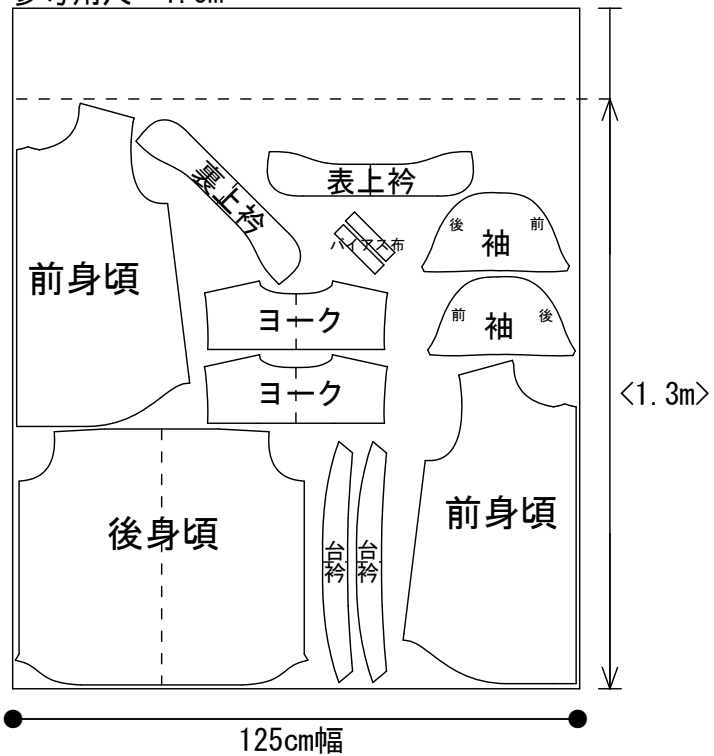 裏上衿
表上衿
後 袖 前
バイアス布
前身頃
ヨーク
前 袖 後
ヨーク
<1.3m>
後身頃
台衿
台衿
前身頃
125cm幅